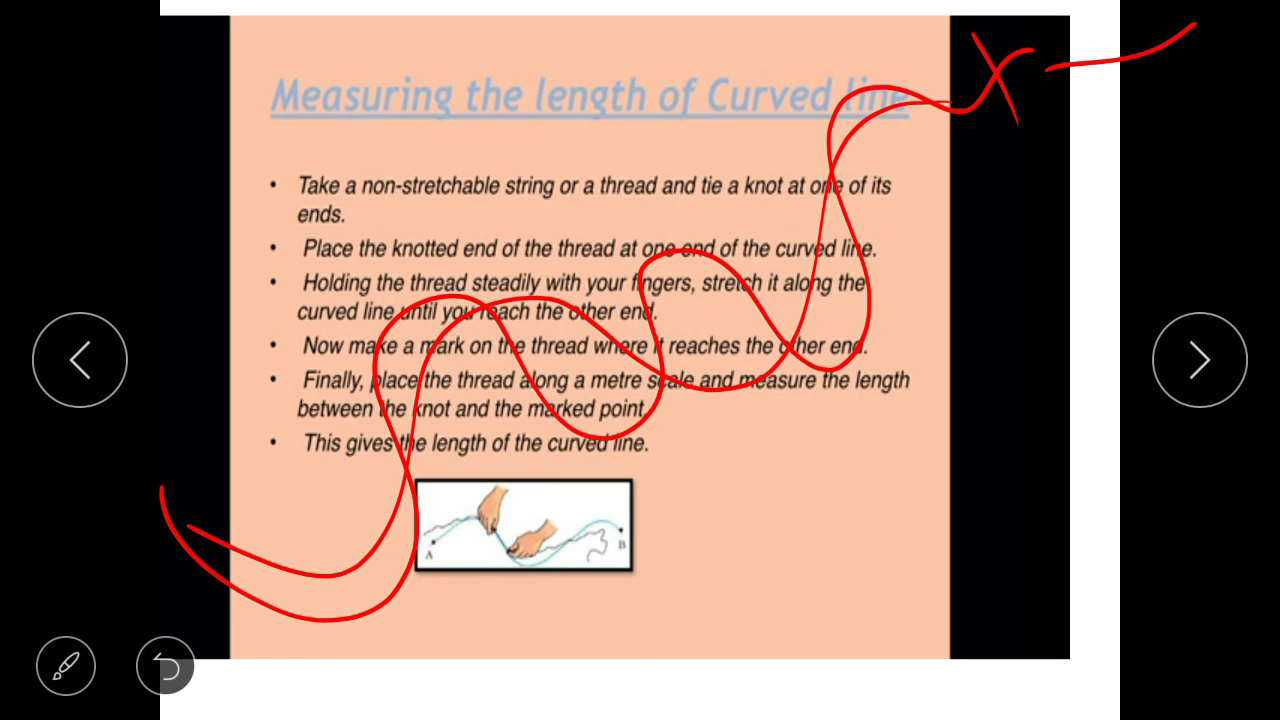 Measuring the length of Curved line
• Take a non-stretchable string or a thread and tie a knot at one of its
ends.
• Place the knotted end of the thread at one end of the curved line.
• Holding the thread steadily with your fingers, stretch it along the
curved line until you reach the other end.
• Now make a mark on the thread where it reaches the other end.
• Finally, place the thread along a metre scale and measure the length
between the knot and the marked point.
• This gives the length of the curved line.
A
B